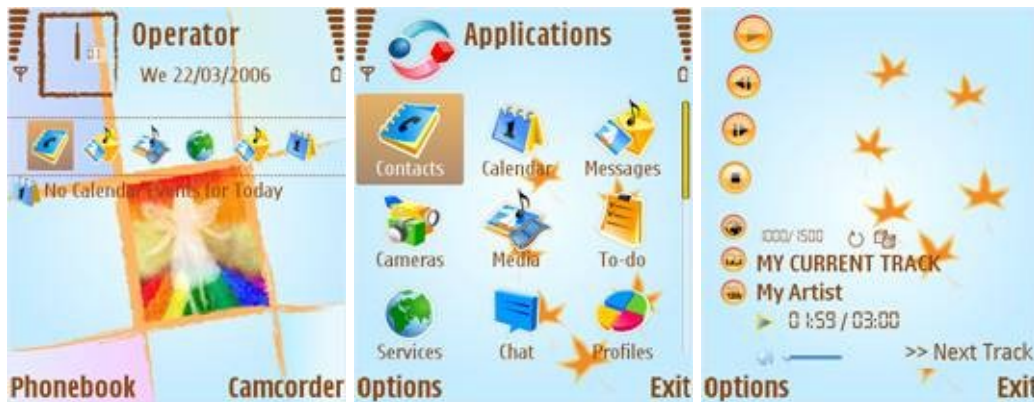 Operator
We 22/03/2006
No Calendar Events for Today
Phonebook Camcorder
Applications
Contacts Calendar Messages
Cameras Media To-do
Services Chat Profiles
Options Exit
1000/1500
MY CURRENT TRACK
My Artist
01:59 / 03:00
>> Next Track
Options Exit